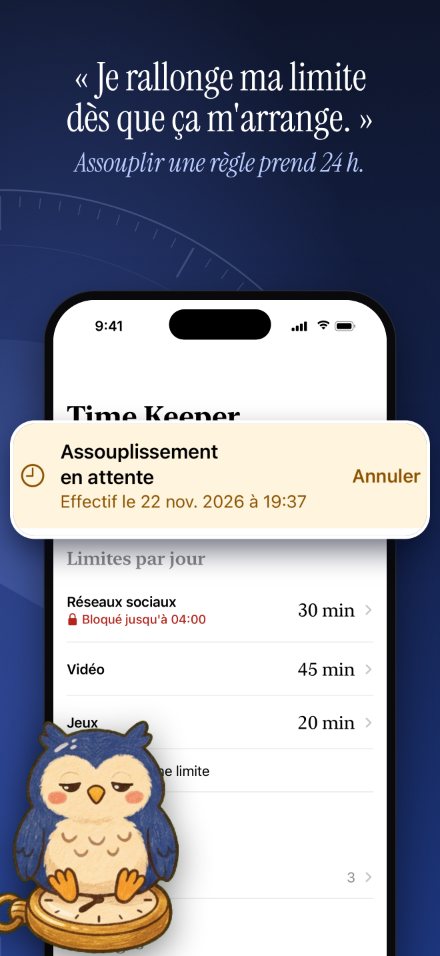 « Je rallonge ma limite
dès que ça m'arrange. »
Assouplir une règle prend 24 h.
9:41
Time Keeper
Assouplissement
en attente
Annuler
Effectif le 22 nov. 2026 à 19:37
Limites par jour
Réseaux sociaux
30 min
Bloqué jusqu'à 04:00
Vidéo
45 min
Jeux
20 min
limite
3